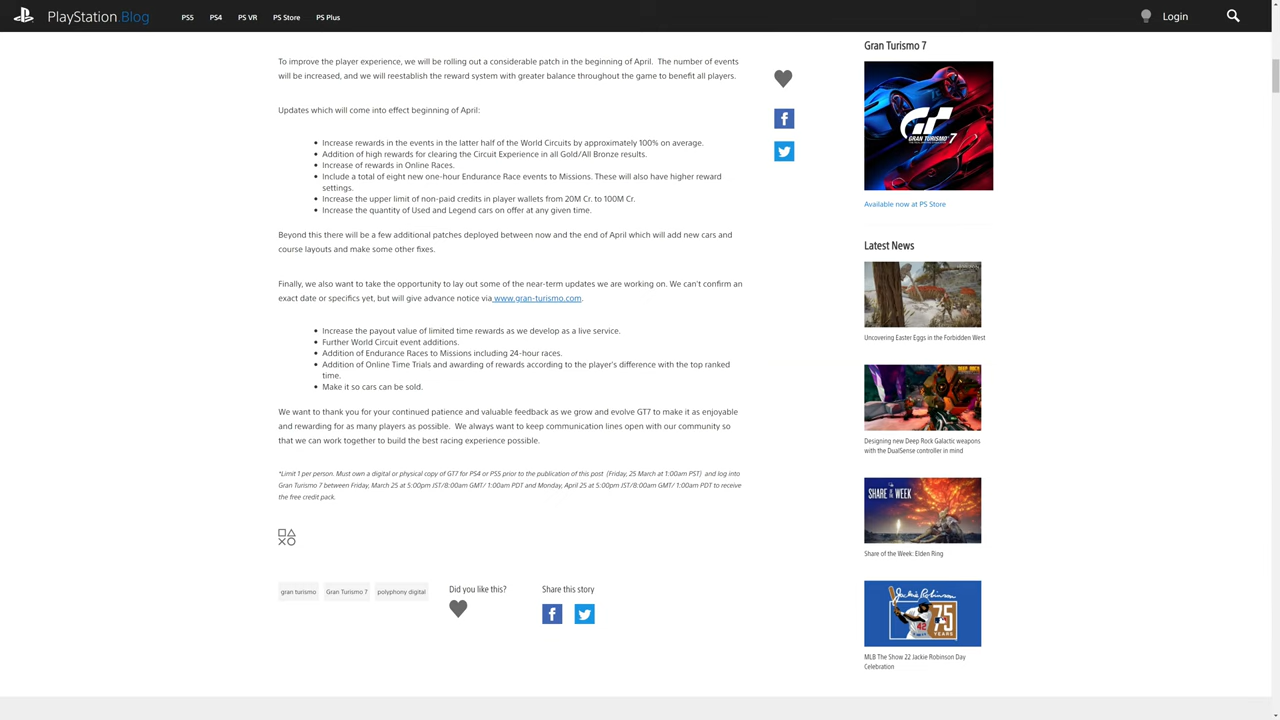 PlayStation.Blog
PS5
PS4
PS VR
PS Store
PS Plus
Login
To improve the player experience, we will be rolling out a considerable patch in the beginning of April.  The number of events
will be increased, and we will reestablish the reward system with greater balance throughout the game to benefit all players.
Updates which will come into effect beginning of April:
• Increase rewards in the events in the latter half of the World Circuits by approximately 100% on average.
• Addition of high rewards for clearing the Circuit Experience in all Gold/All Bronze results.
• Increase of rewards in Online Races.
• Include a total of eight new one-hour Endurance Race events to Missions. These will also have higher reward
settings.
• Increase the upper limit of non-paid credits in player wallets from 20M Cr. to 100M Cr.
• Increase the quantity of Used and Legend cars on offer at any given time.
Beyond this there will be a few additional patches deployed between now and the end of April which will add new cars and
course layouts and make some other fixes.
Finally, we also want to take the opportunity to lay out some of the near-term updates we are working on. We can't confirm an
exact date or specifics yet, but will give advance notice via www.gran-turismo.com.
• Increase the payout value of limited time rewards as we develop as a live service.
• Further World Circuit event additions.
• Addition of Endurance Races to Missions including 24-hour races.
• Addition of Online Time Trials and awarding of rewards according to the player's difference with the top ranked
time.
• Make it so cars can be sold.
We want to thank you for your continued patience and valuable feedback as we grow and evolve GT7 to make it as enjoyable
and rewarding for as many players as possible.  We always want to keep communication lines open with our community so
that we can work together to build the best racing experience possible.
*Limit 1 per person. Must own a digital or physical copy of GT7 for PS4 or PS5 prior to the publication of this post  (Friday, 25 March at 1:00am PST)  and log into
Gran Turismo 7 between Friday, March 25 at 5:00pm JST/8:00am GMT/ 1:00am PDT and Monday, April 25 at 5:00pm JST/8:00am GMT/ 1:00am PDT to receive
the free credit pack.
gran turismo
Gran Turismo 7
polyphony digital
Did you like this?
Share this story
Gran Turismo 7
GRAN TURISMO 7
Available now at PS Store
Latest News
Uncovering Easter Eggs in the Forbidden West
Designing new Deep Rock Galactic weapons
with the DualSense controller in mind
SHARE OF THE WEEK
Share of the Week: Elden Ring
Jackie Robinson
42
75
YEARS
MLB The Show 22 Jackie Robinson Day
Celebration